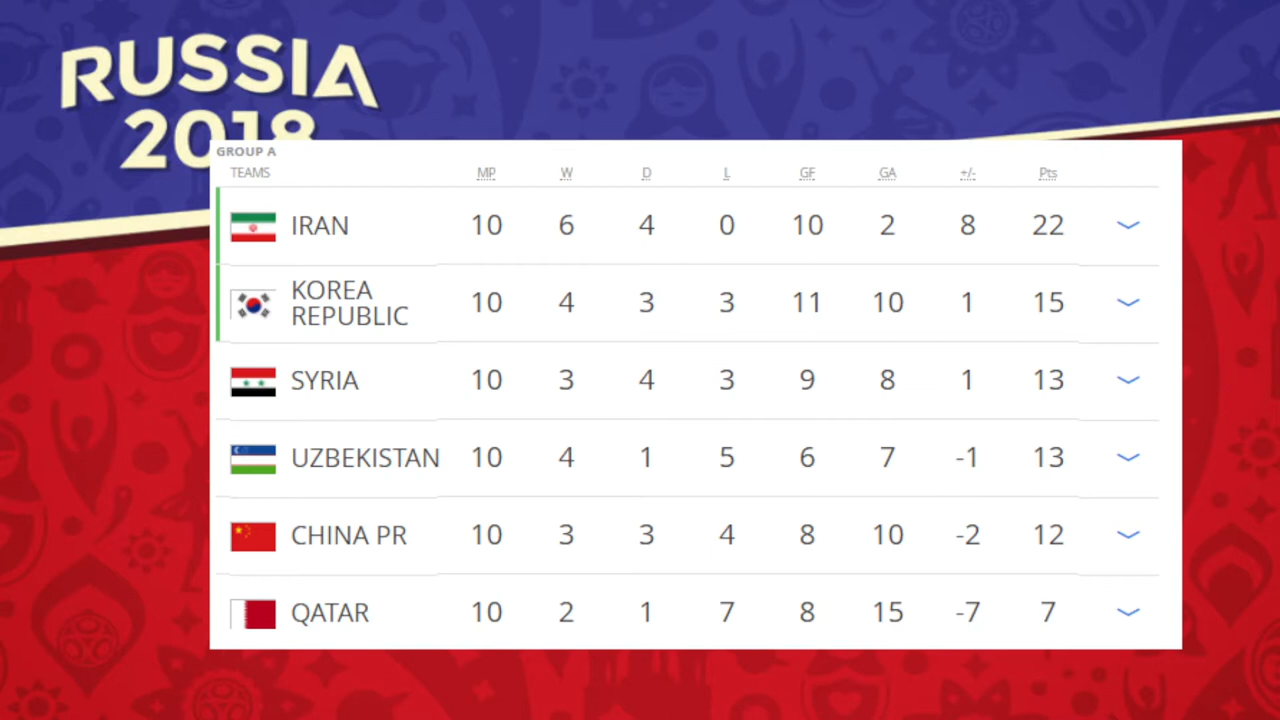 RUSSIA
2018
GROUP A
TEAMS MP W D L GF GA +/- Pts
IRAN 10 6 4 0 10 2 8 22
KOREA
REPUBLIC 10 4 3 3 11 10 1 15
SYRIA 10 3 4 3 9 8 1 13
UZBEKISTAN 10 4 1 5 6 7 -1 13
CHINA PR 10 3 3 4 8 10 -2 12
QATAR 10 2 1 7 8 15 -7 7